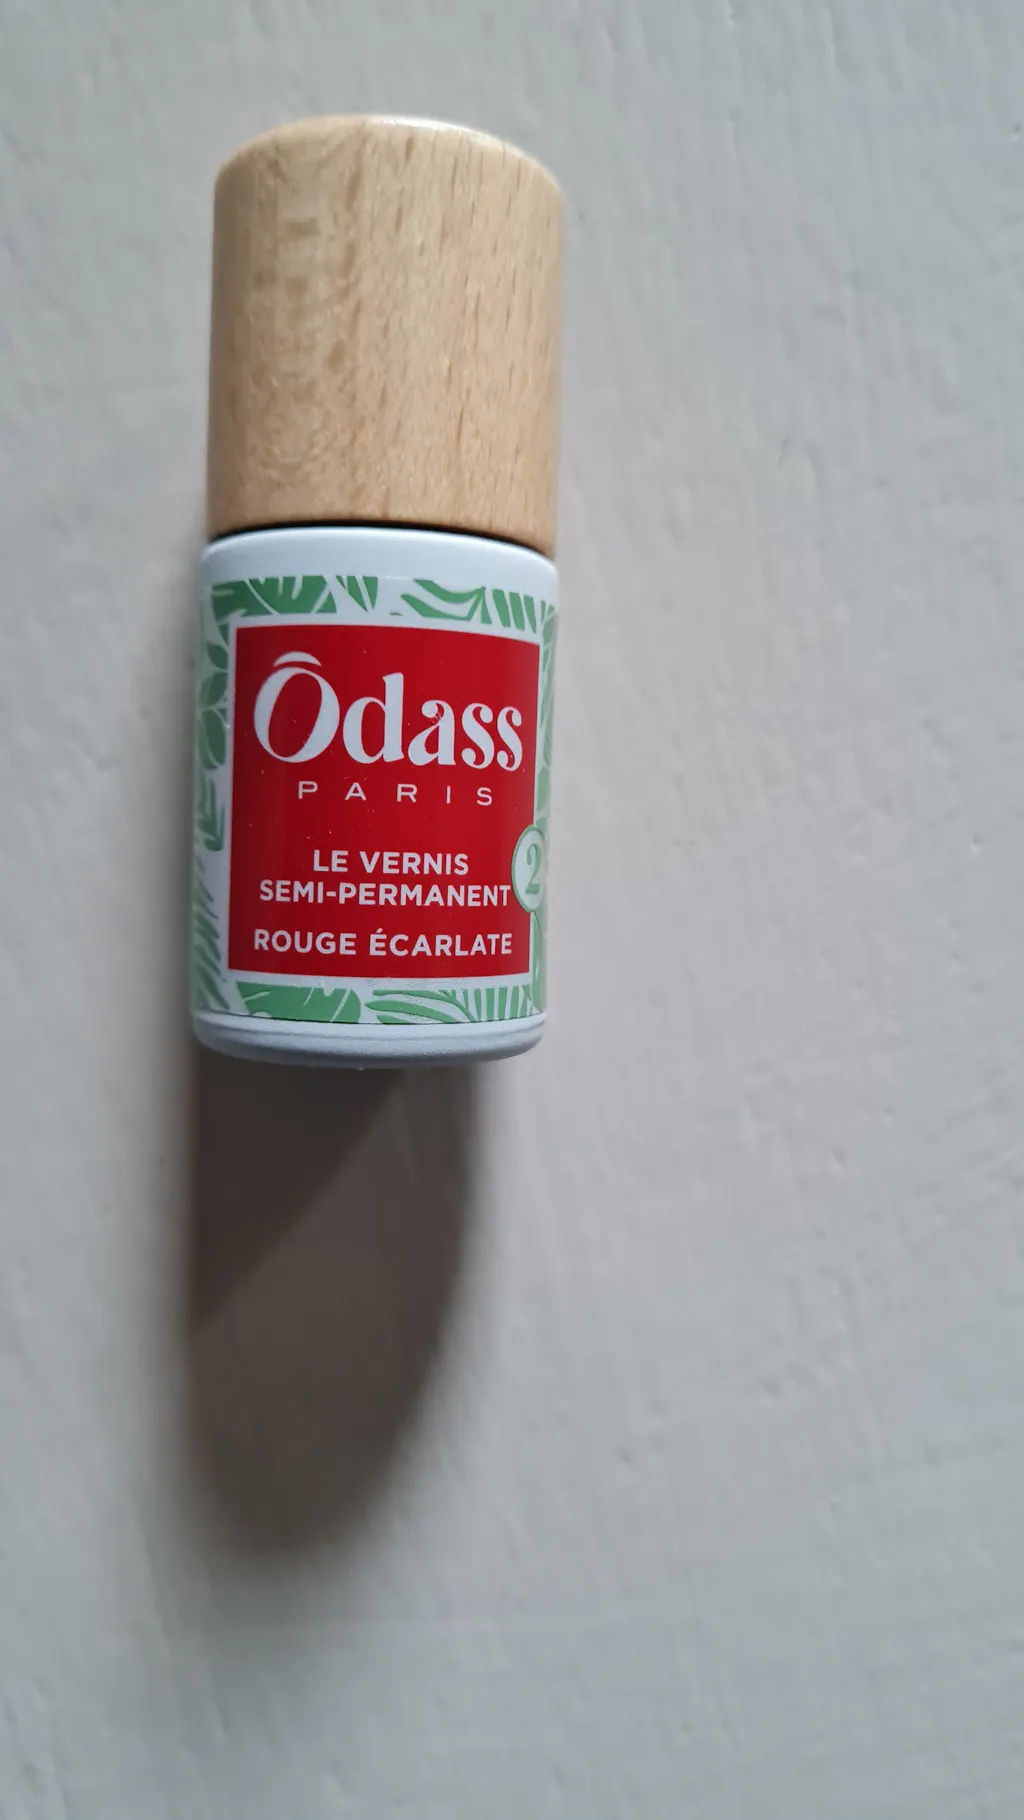 Ôdass
PARIS
LE VERNIS
SEMI-PERMANENT
2
ROUGE ÉCARLATE